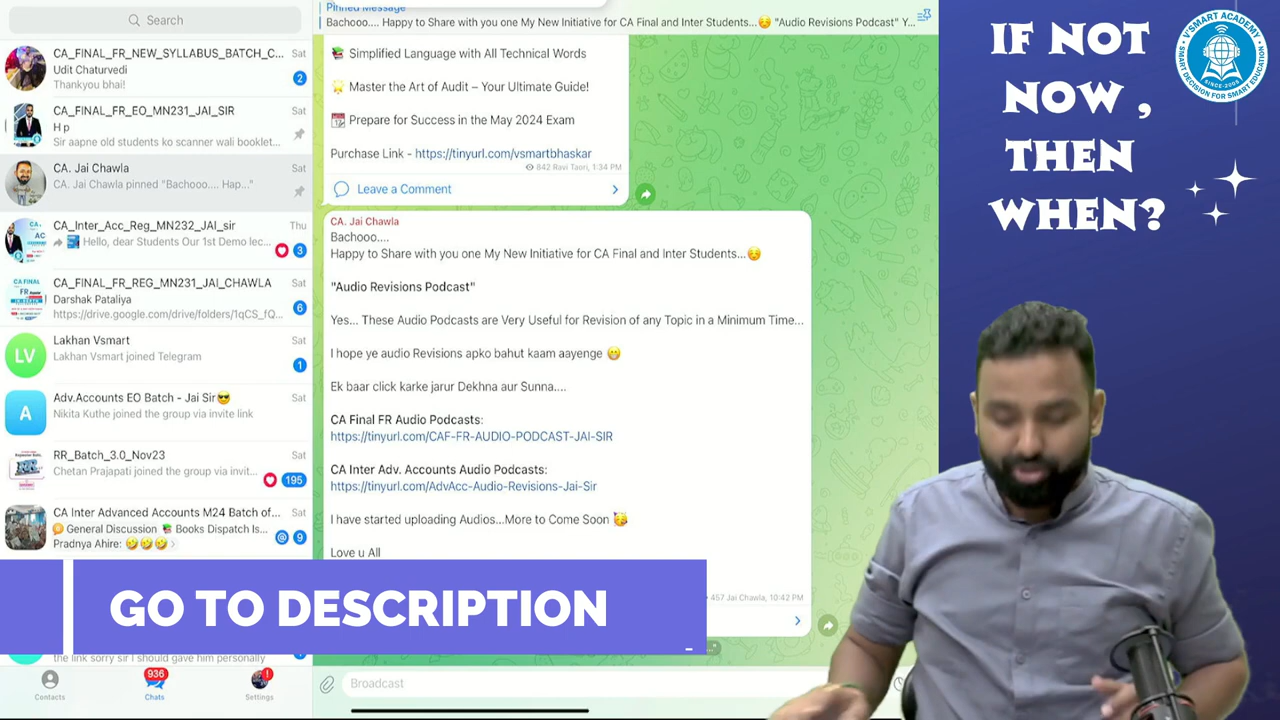 Search
CA_FINAL_FR_NEW_SYLLABUS_BATCH_C... Sat
Udit Chaturvedi
Thankyou bhai!
2
CA_FINAL_FR_EO_MN231_JAI_SIR Sat
H p
Sir aapne old students ko scanner wali booklet...
CA. Jai Chawla Sat
CA. Jai Chawla pinned "Bachooo.... Hap..."
CA_Inter_Acc_Reg_MN232_JAI_sir Thu
Hello, dear Students Our 1st Demo lec...
3
CA_FINAL_FR_REG_MN231_JAI_CHAWLA Sat
Darshak Pataliya
https://drive.google.com/drive/folders/1qCS_fQ...
6
LV
Lakhan Vsmart Sat
Lakhan Vsmart joined Telegram
1
A
Adv.Accounts EO Batch - Jai Sir😎 Sat
Nikita Kuthe joined the group via invite link
RR_Batch_3.0_Nov23 Sat
Chetan Prajapati joined the group via invit...
195
CA Inter Advanced Accounts M24 Batch of... Sat
General Discussion 📚 Books Dispatch Is...
Pradnya Ahire: 🤣🤣🤣 >
@ 9
the link sorry sir I should gave him personally
936
Contacts Chats Settings
Pinned Message
Bachooo.... Happy to Share with you one My New Initiative for CA Final and Inter Students...😌 "Audio Revisions Podcast" Y...
📚 Simplified Language with All Technical Words
🌟 Master the Art of Audit – Your Ultimate Guide!
📆 Prepare for Success in the May 2024 Exam
Purchase Link - https://tinyurl.com/vsmartbhaskar
842 Ravi Taori, 1:34 PM
Leave a Comment
CA. Jai Chawla
Bachooo....
Happy to Share with you one My New Initiative for CA Final and Inter Students...😌
"Audio Revisions Podcast"
Yes... These Audio Podcasts are Very Useful for Revision of any Topic in a Minimum Time...
I hope ye audio Revisions apko bahut kaam aayenge 😁
Ek baar click karke jarur Dekhna aur Sunna....
CA Final FR Audio Podcasts:
https://tinyurl.com/CAF-FR-AUDIO-PODCAST-JAI-SIR
CA Inter Adv. Accounts Audio Podcasts:
https://tinyurl.com/AdvAcc-Audio-Revisions-Jai-Sir
I have started uploading Audios...More to Come Soon 🥳
Love u All
457 Jai Chawla, 10:42 PM
Broadcast
GO TO DESCRIPTION
IF NOT
NOW ,
THEN
WHEN?
V'SMART ACADEMY
SINCE-2005
SMART DECISION FOR SMART EDUCATION